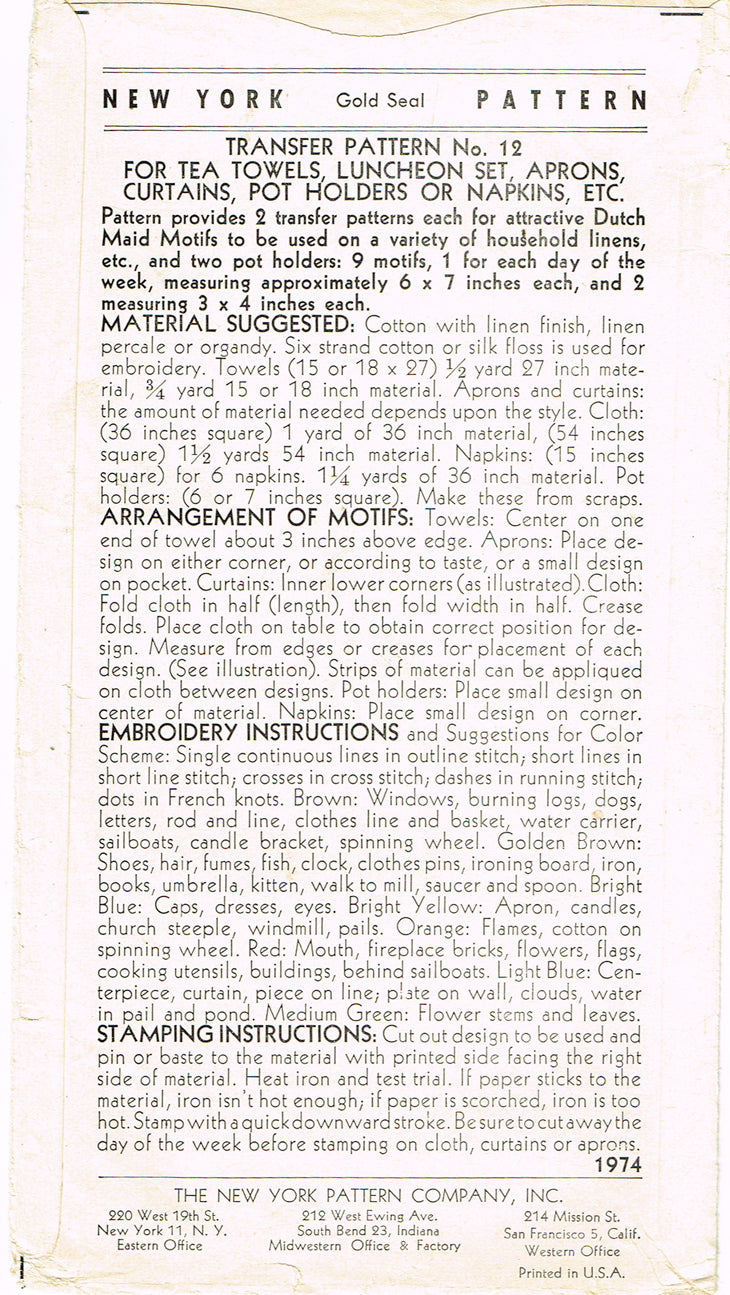 NEW YORK Gold Seal PATTERN
TRANSFER PATTERN No. 12
FOR TEA TOWELS, LUNCHEON SET, APRONS,
CURTAINS, POT HOLDERS OR NAPKINS, ETC.
Pattern provides 2 transfer patterns each for attractive Dutch
Maid Motifs to be used on a variety of household linens,
etc., and two pot holders: 9 motifs, 1 for each day of the
week, measuring approximately 6 x 7 inches each, and 2
measuring 3 x 4 inches each.
MATERIAL SUGGESTED: Cotton with linen finish, linen
percale or organdy. Six strand cotton or silk floss is used for
embroidery. Towels (15 or 18 x 27) ½ yard 27 inch mate-
rial, ¾ yard 15 or 18 inch material. Aprons and curtains:
the amount of material needed depends upon the style. Cloth:
(36 inches square) 1 yard of 36 inch material, (54 inches
square) 1½ yards 54 inch material. Napkins: (15 inches
square) for 6 napkins. 1¼ yards of 36 inch material. Pot
holders: (6 or 7 inches square). Make these from scraps.
ARRANGEMENT OF MOTIFS: Towels: Center on one
end of towel about 3 inches above edge. Aprons: Place de-
sign on either corner, or according to taste, or a small design
on pocket. Curtains: Inner lower corners (as illustrated). Cloth:
Fold cloth in half (length), then fold width in half. Crease
folds. Place cloth on table to obtain correct position for de-
sign. Measure from edges or creases for placement of each
design. (See illustration). Strips of material can be appliqued
on cloth between designs. Pot holders: Place small design on
center of material. Napkins: Place small design on corner.
EMBROIDERY INSTRUCTIONS and Suggestions for Color
Scheme: Single continuous lines in outline stitch; short lines in
short line stitch; crosses in cross stitch; dashes in running stitch;
dots in French knots. Brown: Windows, burning logs, dogs,
letters, rod and line, clothes line and basket, water carrier,
sailboats, candle bracket, spinning wheel. Golden Brown:
Shoes, hair, fumes, fish, clock, clothes pins, ironing board, iron,
books, umbrella, kitten, walk to mill, saucer and spoon. Bright
Blue: Caps, dresses, eyes. Bright Yellow: Apron, candles,
church steeple, windmill, pails. Orange: Flames, cotton on
spinning wheel. Red: Mouth, fireplace bricks, flowers, flags,
cooking utensils, buildings, behind sailboats. Light Blue: Cen-
terpiece, curtain, piece on line; plate on wall, clouds, water
in pail and pond. Medium Green: Flower stems and leaves.
STAMPING INSTRUCTIONS: Cut out design to be used and
pin or baste to the material with printed side facing the right
side of material. Heat iron and test trial. If paper sticks to the
material, iron isn't hot enough; if paper is scorched, iron is too
hot. Stamp with a quick downward stroke. Be sure to cut away the
day of the week before stamping on cloth, curtains or aprons.
1974
THE NEW YORK PATTERN COMPANY, INC.
220 West 19th St. 212 West Ewing Ave. 214 Mission St.
New York 11, N. Y. South Bend 23, Indiana San Francisco 5, Calif.
Eastern Office Midwestern Office & Factory Western Office
Printed in U.S.A.